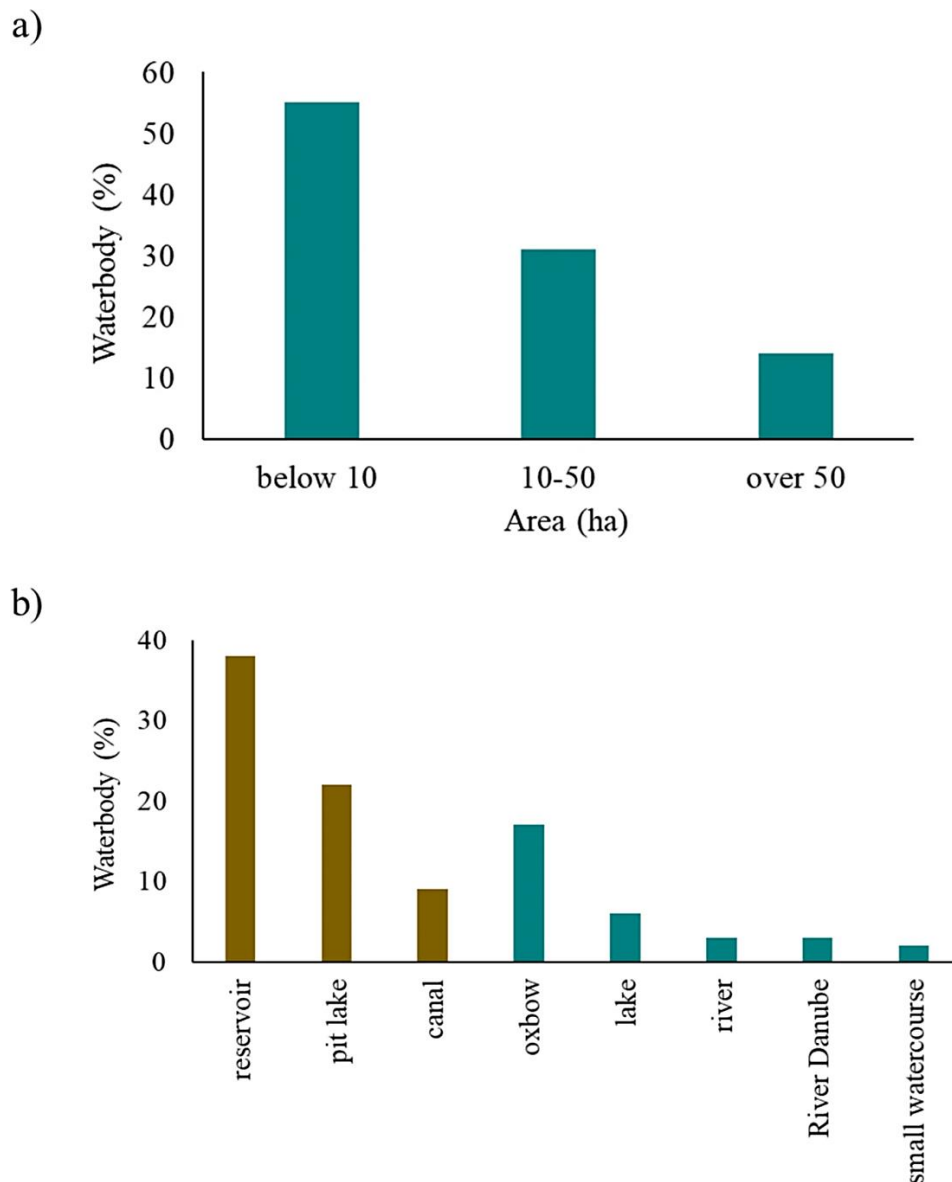 a)
Waterbody (%)
60
50
40
30
20
10
0
below 10 10-50 over 50
Area (ha)
b)
Waterbody (%)
40
30
20
10
0
reservoir
pit lake
canal
oxbow
lake
river
River Danube
small watercourse